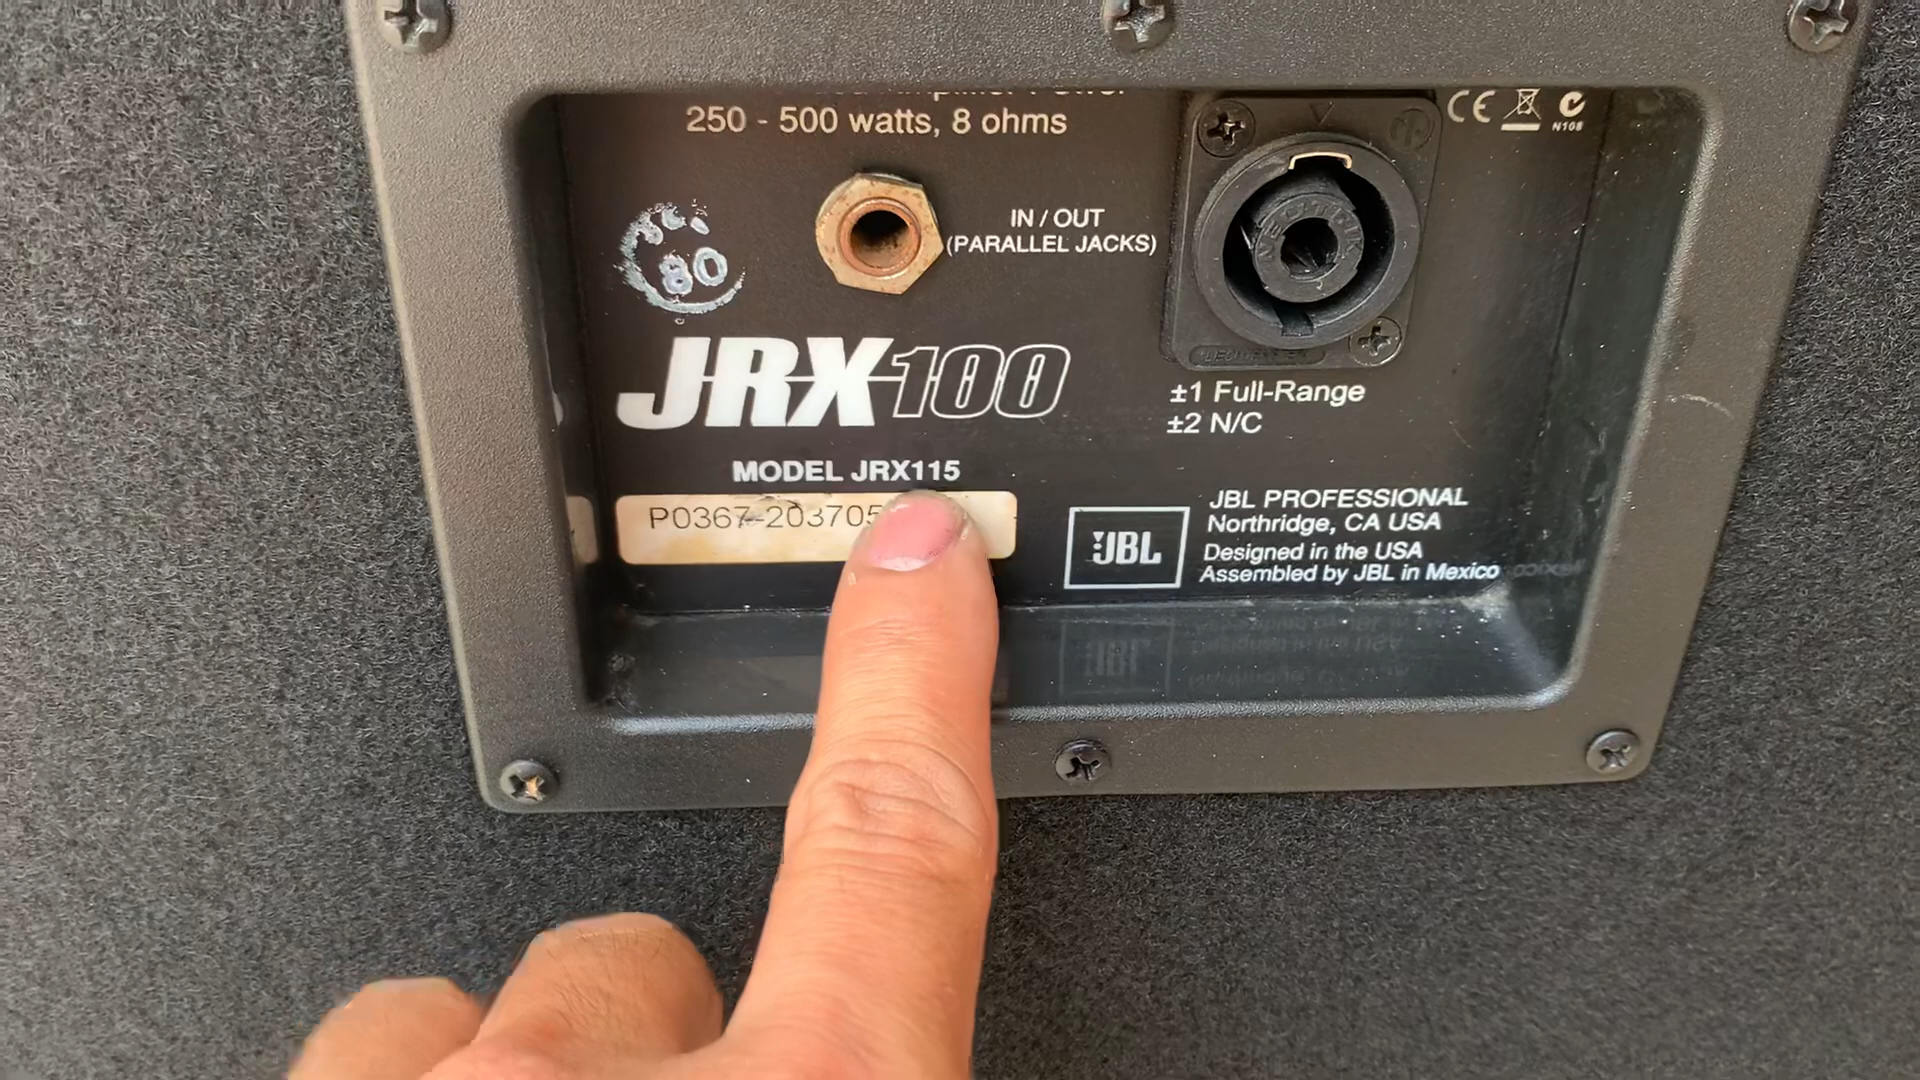 250 - 500 watts, 8 ohms
CE
N108
80
IN / OUT
(PARALLEL JACKS)
JRX100
±1 Full-Range
±2 N/C
MODEL JRX115
P0367-203705
JBL
JBL PROFESSIONAL
Northridge, CA USA
Designed in the USA
Assembled by JBL in Mexico